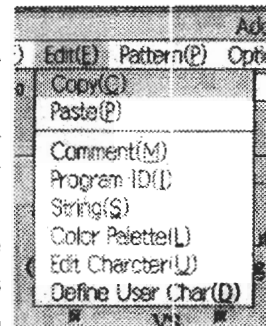 Edit(E) Pattern(P)
Copy(C)
Paste(P)
Comment(M)
Program ID(I)
String(S)
Color Palette(L)
Edit Charcter(U)
Define User Char(D)